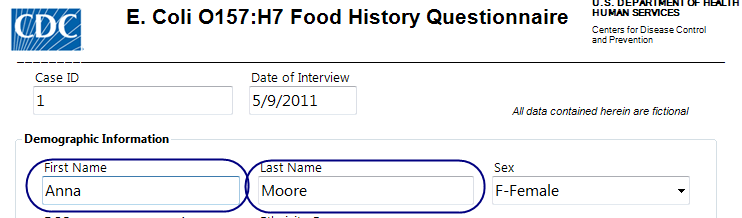 U.S. DEPARTMENT OF HEALTH
HUMAN SERVICES
Centers for Disease Control
and Prevention
CDC
E. Coli O157:H7 Food History Questionnaire
Case ID
Date of Interview
1
5/9/2011
All data contained herein are fictional
Demographic Information
First Name
Last Name
Sex
Anna
Moore
F-Female